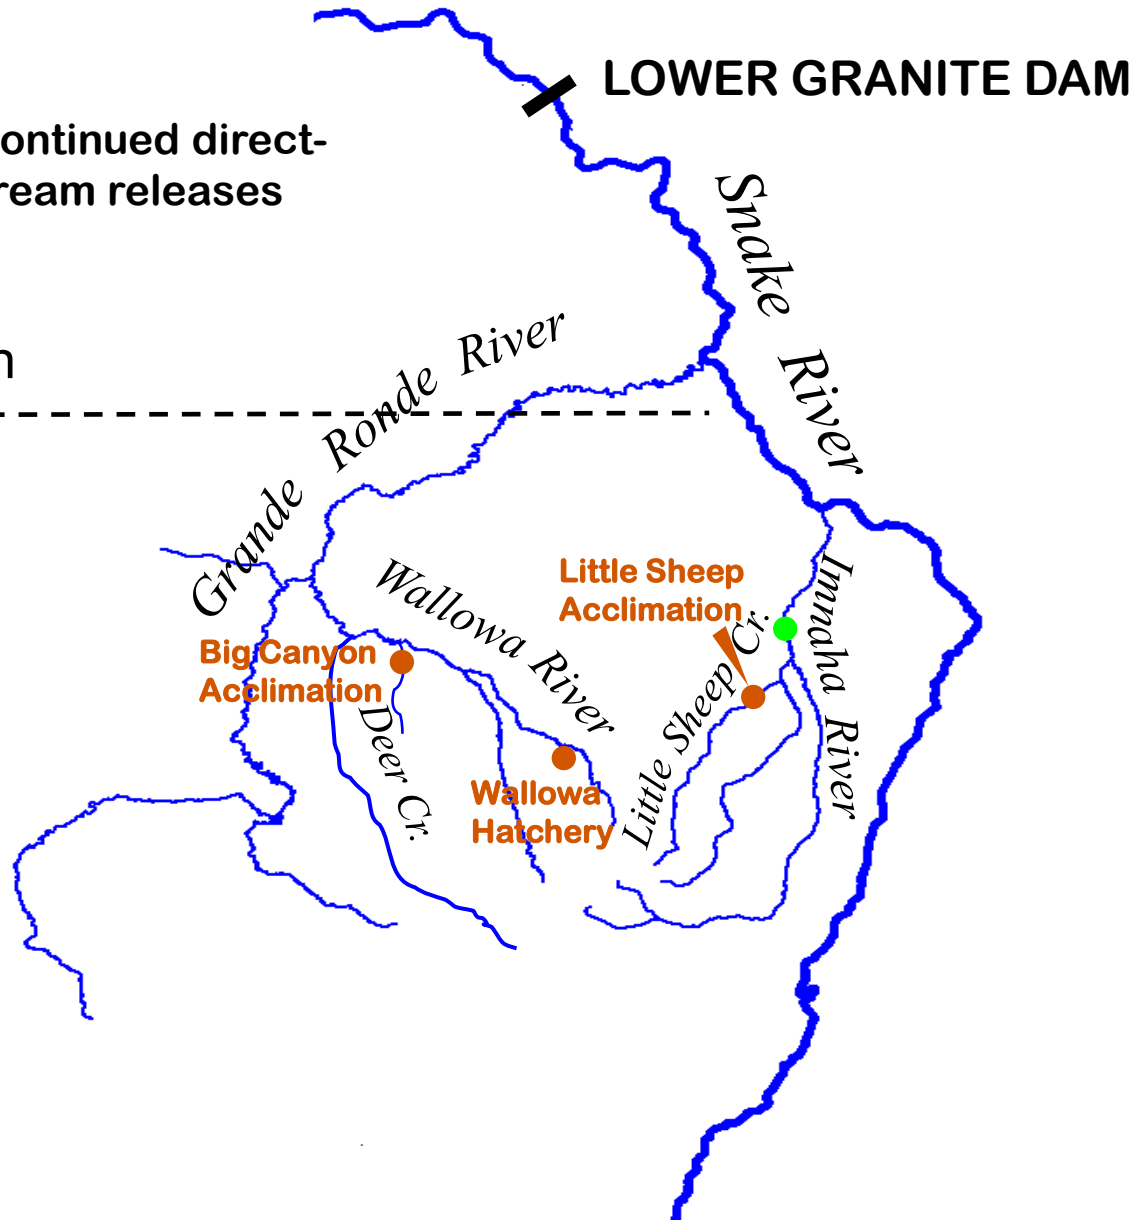 LOWER GRANITE DAM
ontinued direct-
ream releases
Snake River
n
Grande Ronde River
Wallowa River
Little Sheep
Acclimation
Imnaha River
Big Canyon
Acclimation
Little Sheep Cr.
Deer Cr.
Wallowa
Hatchery